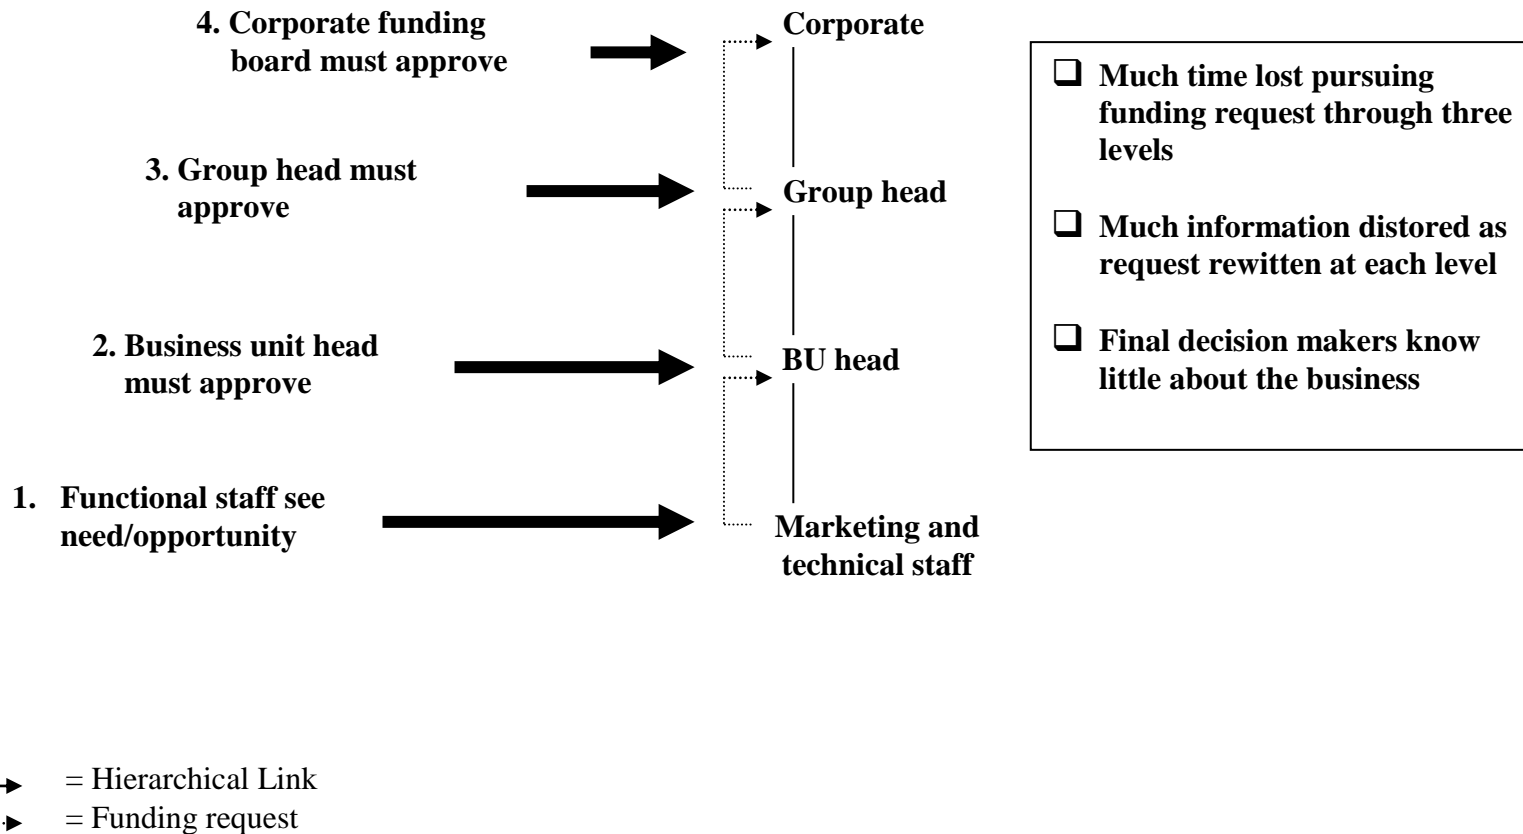 4. Corporate funding
board must approve
Corporate
3. Group head must
approve
Group head
2. Business unit head
must approve
BU head
1. Functional staff see
need/opportunity
Marketing and
technical staff
❑ Much time lost pursuing
funding request through three
levels
❑ Much information distored as
request rewitten at each level
❑ Final decision makers know
little about the business
= Hierarchical Link
= Funding request